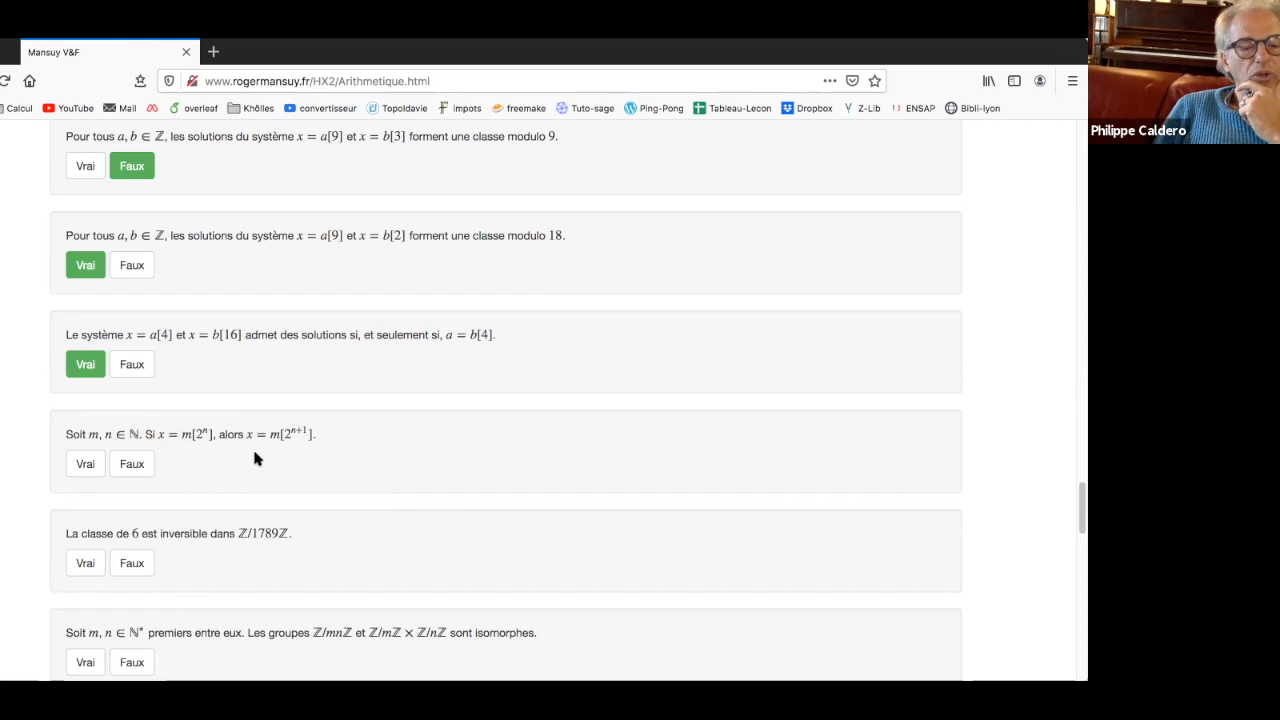 Mansuy V&F
www.rogermansuy.fr/HX2/Arithmetique.html
Calcul YouTube Mail overleaf Khôlles convertisseur Topoldavie impots freemake Tuto-sage Ping-Pong Tableau-Lecon Dropbox Z-Lib ENSAP Bibli-lyon
Philippe Caldero
Pour tous a, b ∈ ℤ, les solutions du système x = a[9] et x = b[3] forment une classe modulo 9.
Vrai Faux
Pour tous a, b ∈ ℤ, les solutions du système x = a[9] et x = b[2] forment une classe modulo 18.
Vrai Faux
Le système x = a[4] et x = b[16] admet des solutions si, et seulement si, a = b[4].
Vrai Faux
Soit m, n ∈ ℕ. Si x = m[2ⁿ], alors x = m[2ⁿ⁺¹].
Vrai Faux
La classe de 6 est inversible dans ℤ/1789ℤ.
Vrai Faux
Soit m, n ∈ ℕ* premiers entre eux. Les groupes ℤ/mnℤ et ℤ/mℤ × ℤ/nℤ sont isomorphes.
Vrai Faux